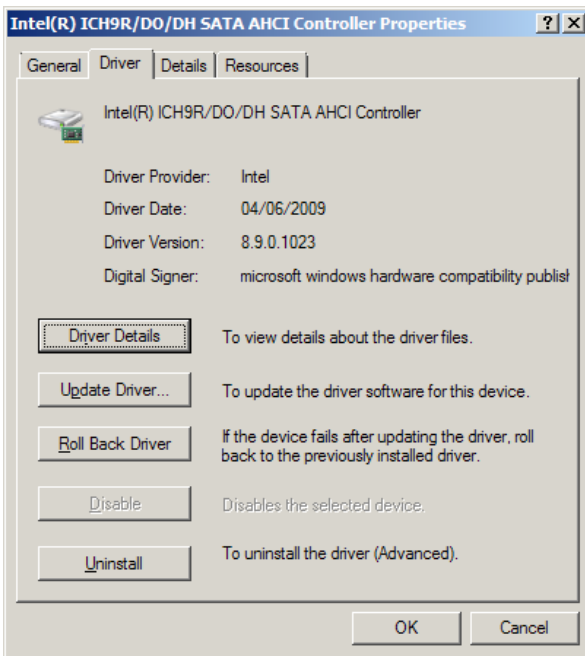 Intel(R) ICH9R/DO/DH SATA AHCI Controller Properties
General Driver Details Resources
Intel(R) ICH9R/DO/DH SATA AHCI Controller
Driver Provider: Intel
Driver Date: 04/06/2009
Driver Version: 8.9.0.1023
Digital Signer: microsoft windows hardware compatibility publish
Driver Details To view details about the driver files.
Update Driver... To update the driver software for this device.
Roll Back Driver If the device fails after updating the driver, roll
back to the previously installed driver.
Disable Disables the selected device.
Uninstall To uninstall the driver (Advanced).
OK Cancel